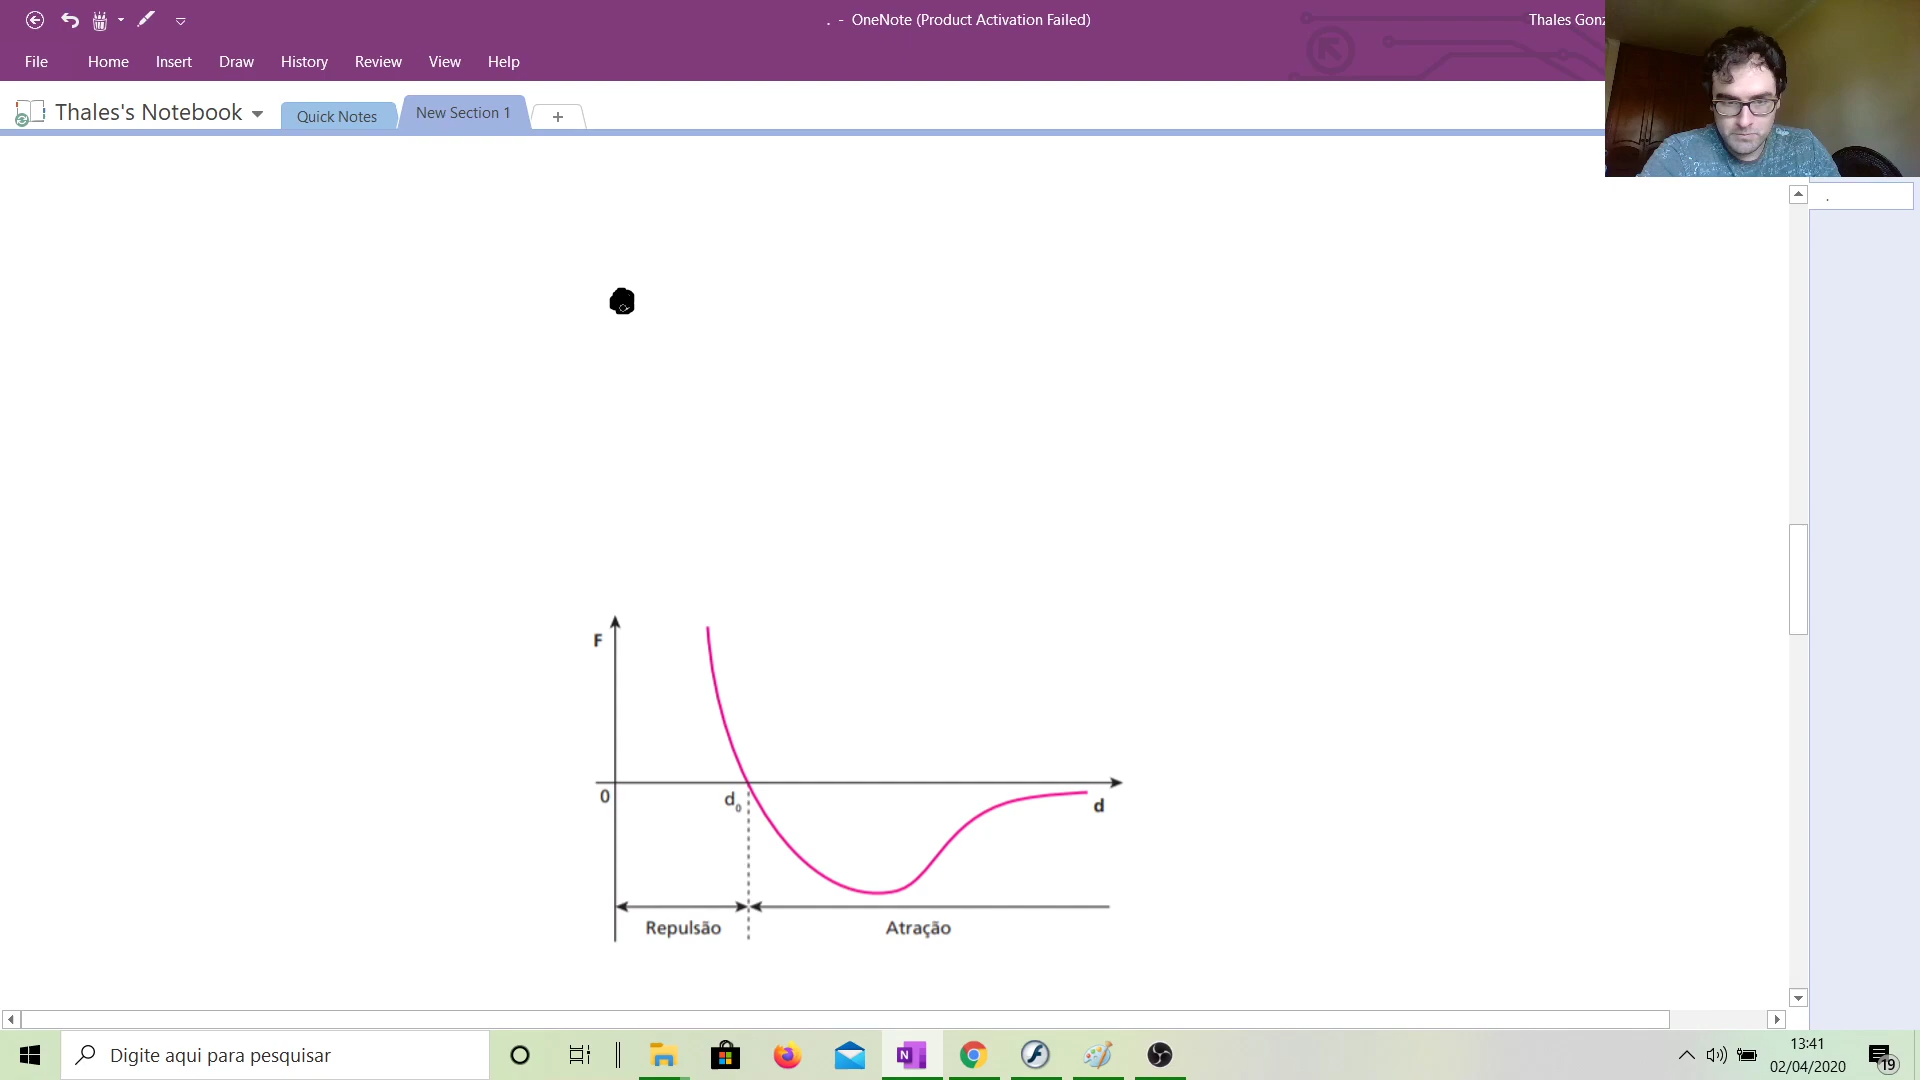 . - OneNote (Product Activation Failed)
Thales Gonz
File Home Insert Draw History Review View Help
Thales's Notebook
Quick Notes
New Section 1
+
.
F
0
d0
d
Repulsão
Atração
Digite aqui para pesquisar
N
13:41
02/04/2020
19